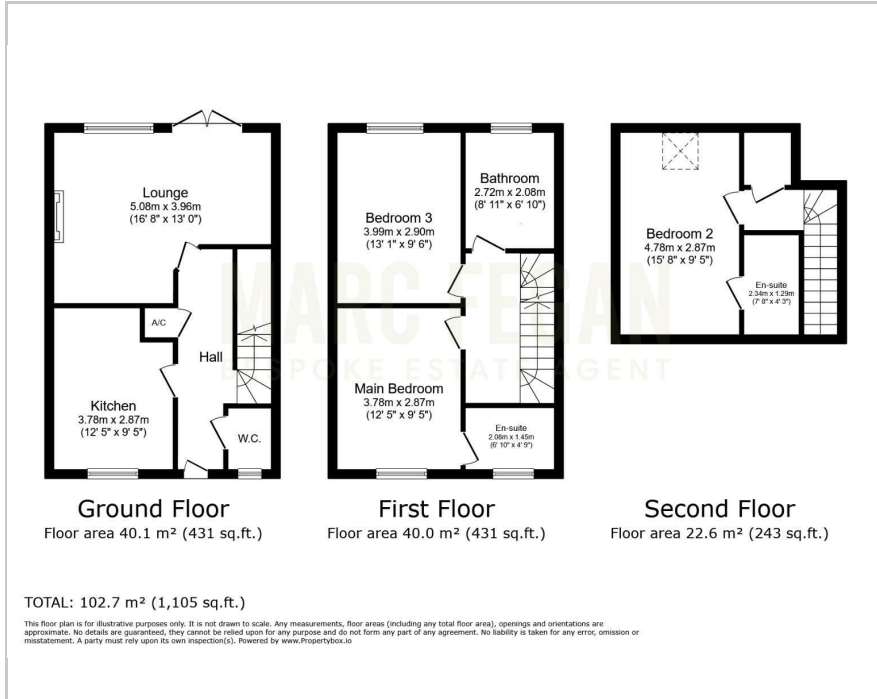 Lounge
5.08m x 3.96m
(16' 8" x 13' 0")
A/C
Hall
Kitchen
3.78m x 2.87m
(12' 5" x 9' 5")
W.C.
Ground Floor
Floor area 40.1 m² (431 sq.ft.)
Bedroom 3
3.99m x 2.90m
(13' 1" x 9' 6")
Bathroom
2.72m x 2.08m
(8' 11" x 6' 10")
Main Bedroom
3.78m x 2.87m
(12' 5" x 9' 5")
En-suite
2.08m x 1.45m
(6' 10" x 4' 9")
First Floor
Floor area 40.0 m² (431 sq.ft.)
Bedroom 2
4.78m x 2.87m
(15' 8" x 9' 5")
En-suite
2.34m x 1.29m
(7' 8" x 4' 3")
Second Floor
Floor area 22.6 m² (243 sq.ft.)
MARC FEGAN
BESPOKE ESTATE AGENT
TOTAL: 102.7 m² (1,105 sq.ft.)
This floor plan is for illustrative purposes only. It is not drawn to scale. Any measurements, floor areas (including any total floor area), openings and orientations are
approximate. No details are guaranteed, they cannot be relied upon for any purpose and do not form any part of any agreement. No liability is taken for any error, omission or
misstatement. A party must rely upon its own inspection(s). Powered by www.Propertybox.io